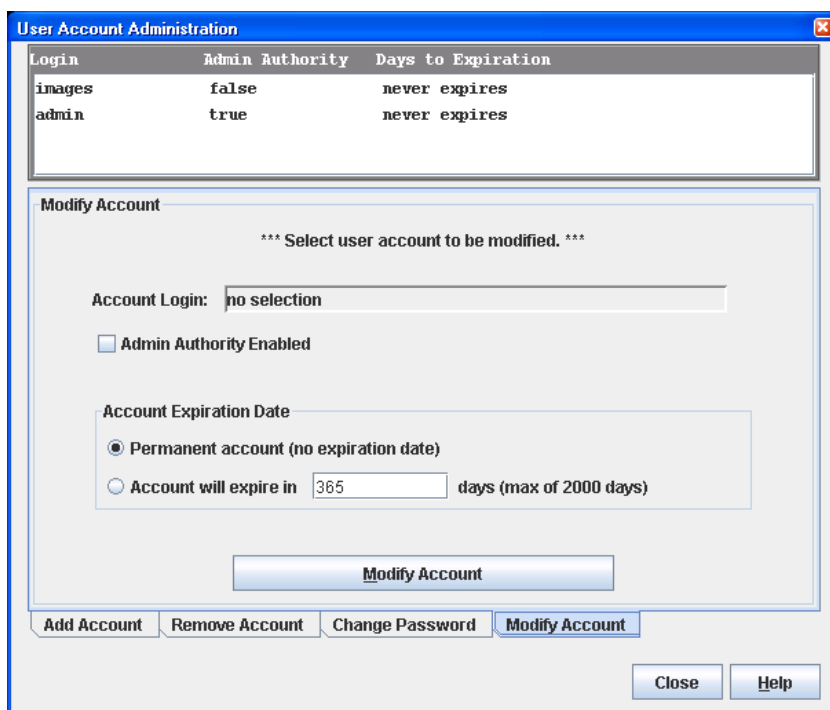 User Account Administration
Login Admin Authority Days to Expiration
images false never expires
admin true never expires
Modify Account
*** Select user account to be modified. ***
Account Login: no selection
Admin Authority Enabled
Account Expiration Date
Permanent account (no expiration date)
Account will expire in 365 days (max of 2000 days)
Modify Account
Add Account Remove Account Change Password Modify Account
Close Help